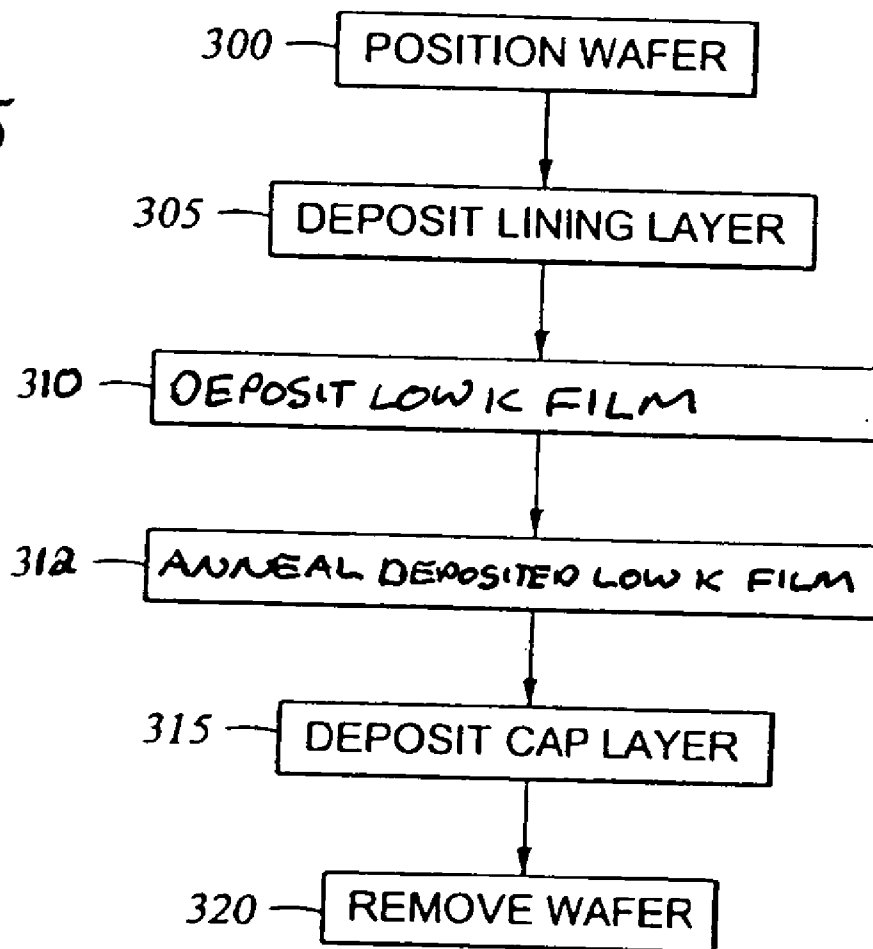 300 POSITION WAFER
5
305 DEPOSIT LINING LAYER
310 DEPOSIT LOW K FILM
312 ANNEAL DEPOSITED LOW K FILM
315 DEPOSIT CAP LAYER
320 REMOVE WAFER